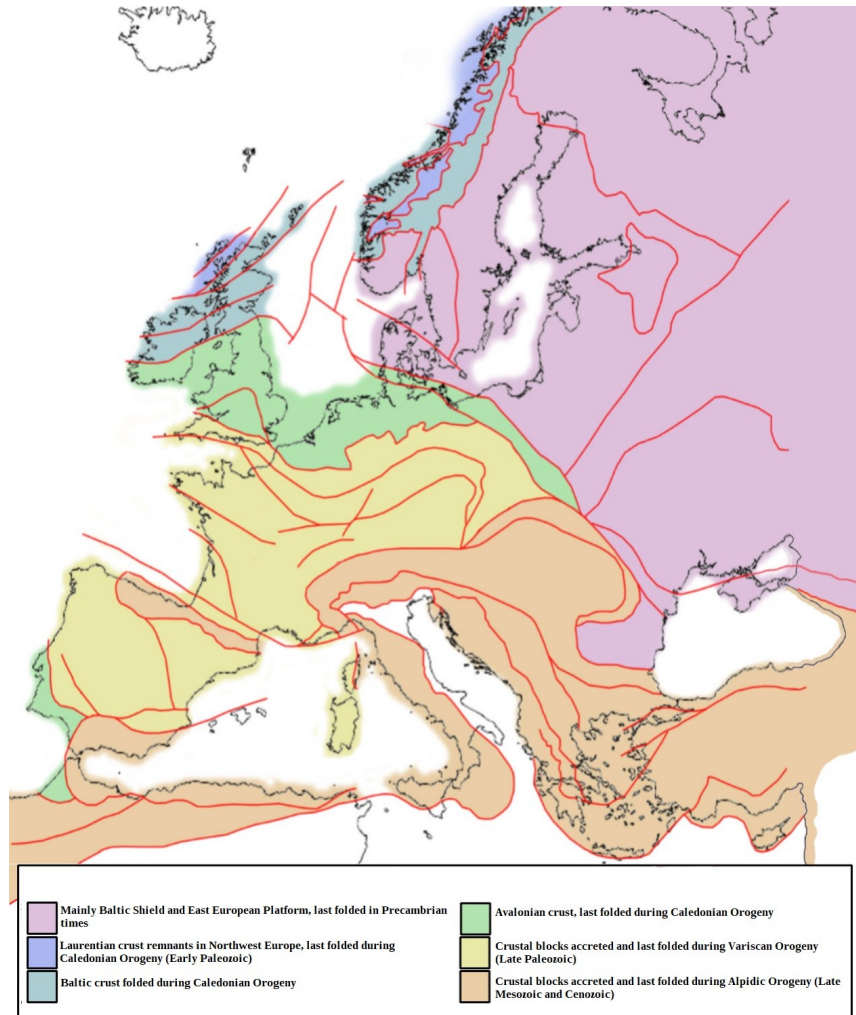 Mainly Baltic Shield and East European Platform, last folded in Precambrian
times
Laurentian crust remnants in Northwest Europe, last folded during
Caledonian Orogeny (Early Paleozoic)
Baltic crust folded during Caledonian Orogeny
Avalonian crust, last folded during Caledonian Orogeny
Crustal blocks accreted and last folded during Variscan Orogeny
(Late Paleozoic)
Crustal blocks accreted and last folded during Alpidic Orogeny (Late
Mesozoic and Cenozoic)